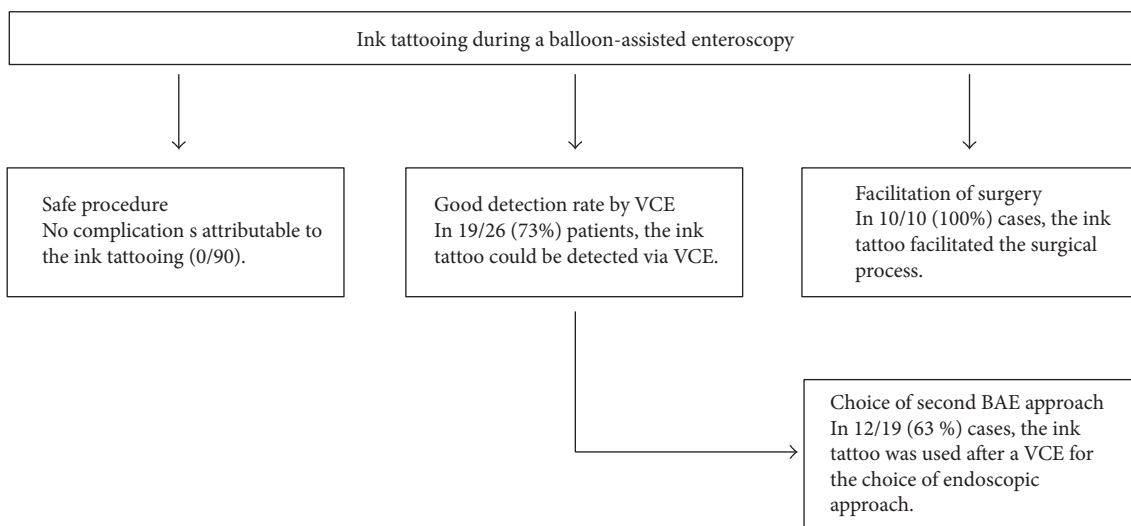 Ink tattooing during a balloon-assisted enteroscopy
Safe procedure
No complication s attributable to
the ink tattooing (0/90).
Good detection rate by VCE
In 19/26 (73%) patients, the ink
tattoo could be detected via VCE.
Facilitation of surgery
In 10/10 (100%) cases, the ink
tattoo facilitated the surgical
process.
Choice of second BAE approach
In 12/19 (63 %) cases, the ink
tattoo was used after a VCE for
the choice of endoscopic
approach.